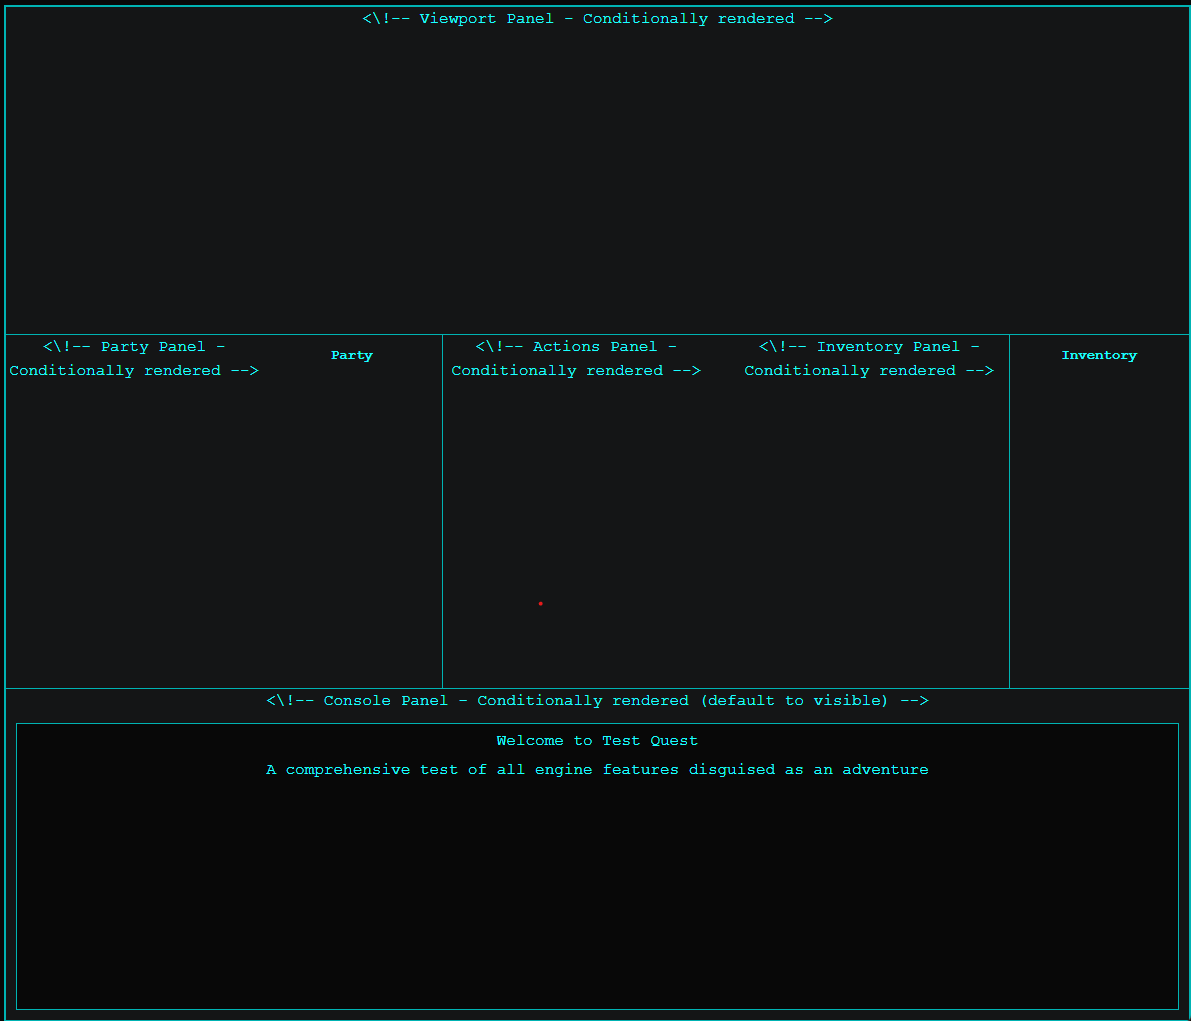 <\!-- Viewport Panel - Conditionally rendered -->
<\!-- Party Panel -
Conditionally rendered -->
Party
<\!-- Actions Panel -
Conditionally rendered -->
<\!-- Inventory Panel -
Conditionally rendered -->
Inventory
<\!-- Console Panel - Conditionally rendered (default to visible) -->
Welcome to Test Quest
A comprehensive test of all engine features disguised as an adventure